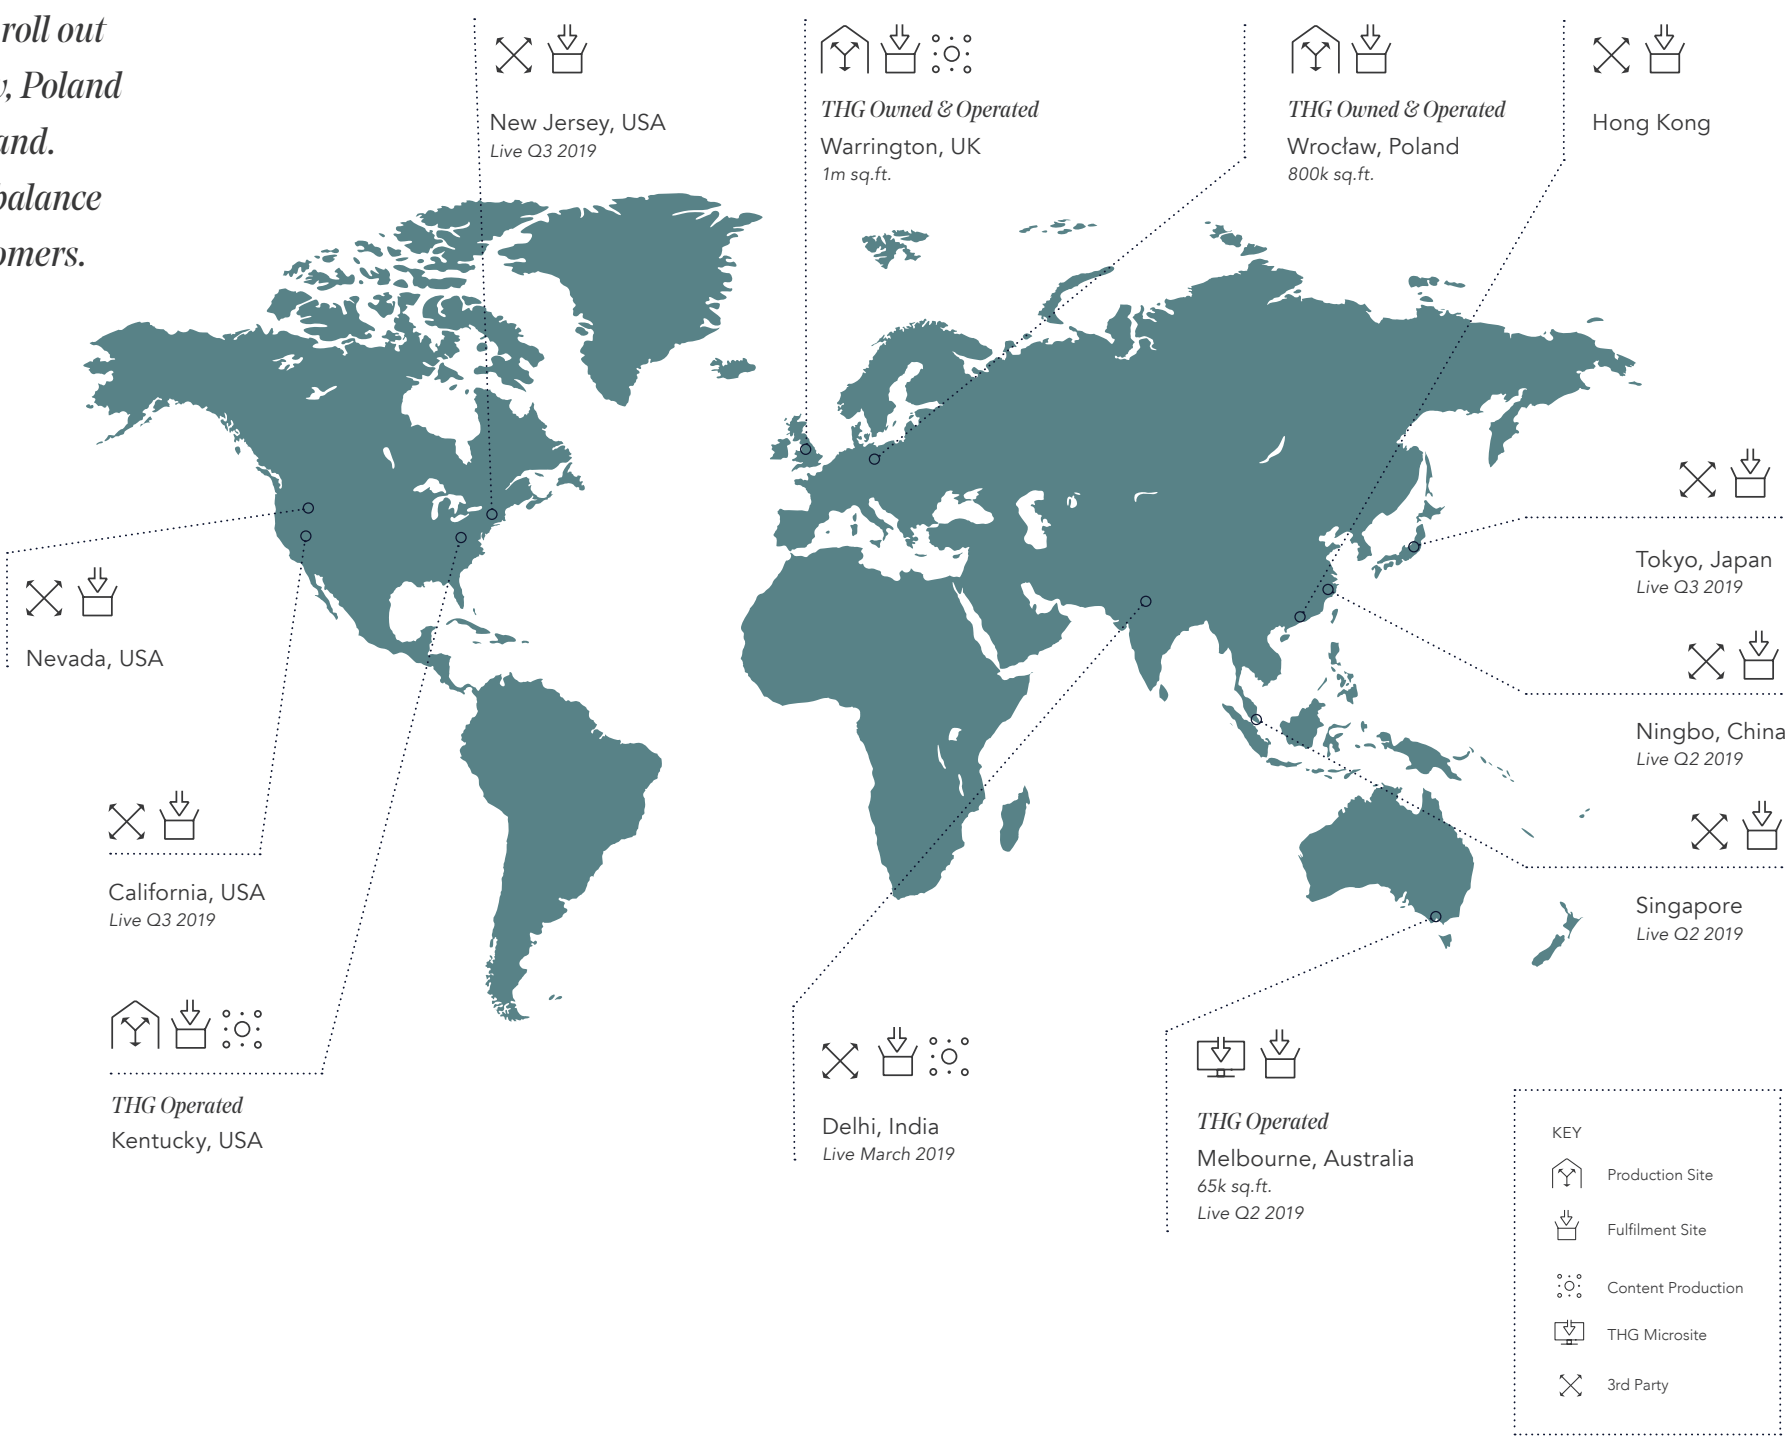 roll out
, Poland
and.
balance
omers.
New Jersey, USA
Live Q3 2019
THG Owned & Operated
Warrington, UK
1m sq.ft.
THG Owned & Operated
Wrocław, Poland
800k sq.ft.
Hong Kong
Tokyo, Japan
Live Q3 2019
Nevada, USA
Ningbo, China
Live Q2 2019
California, USA
Live Q3 2019
Singapore
Live Q2 2019
THG Operated
Kentucky, USA
Delhi, India
Live March 2019
THG Operated
Melbourne, Australia
65k sq.ft.
Live Q2 2019
KEY
Production Site
Fulfilment Site
Content Production
THG Microsite
3rd Party